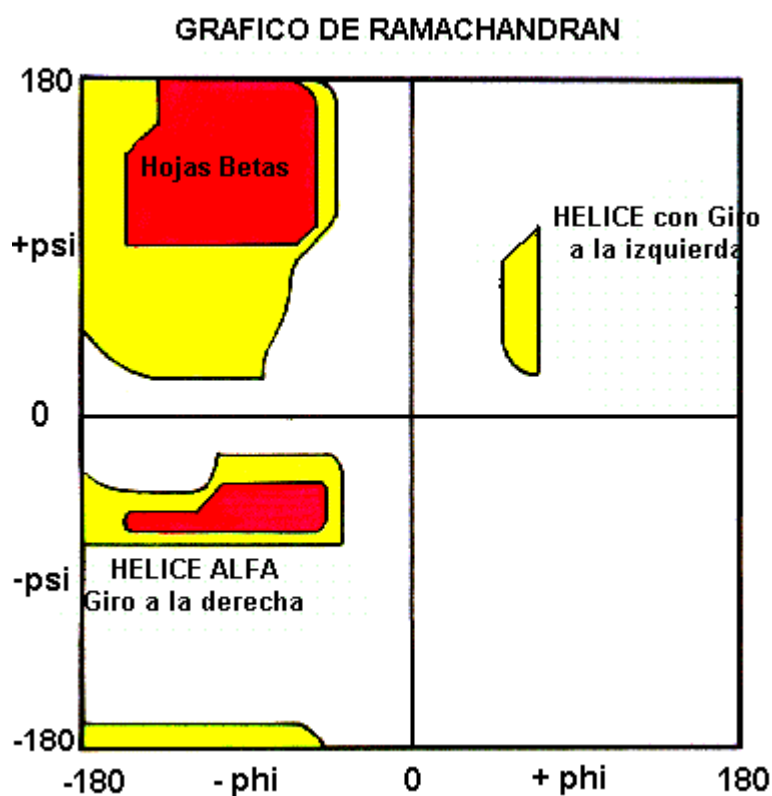 GRAFICO DE RAMACHANDRAN
180
Hojas Betas
HELICE con Giro
a la izquierda
+psi
0
HELICE ALFA
Giro a la derecha
-psi
-180
-180
- phi
0
+ phi
180